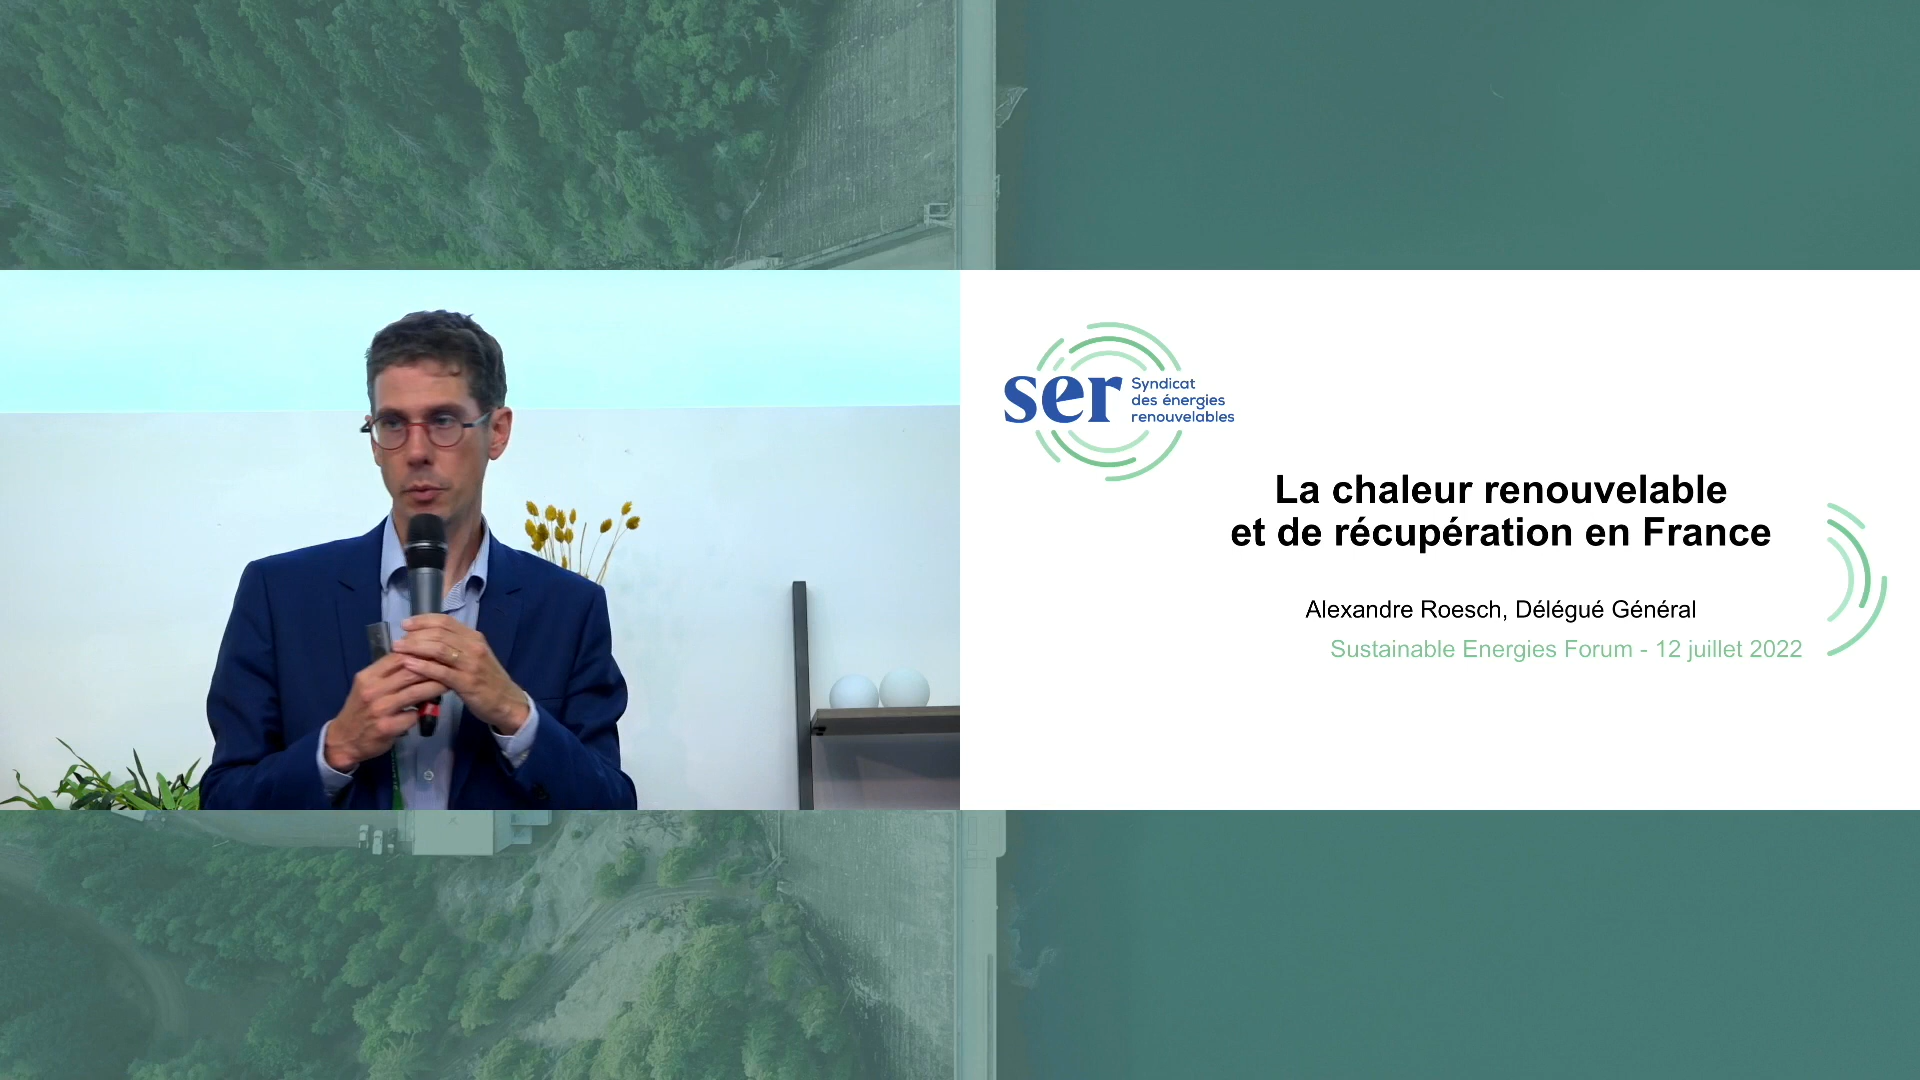 ser
Syndicat
des énergies
renouvelables
La chaleur renouvelable
et de récupération en France
Alexandre Roesch, Délégué Général
Sustainable Energies Forum - 12 juillet 2022